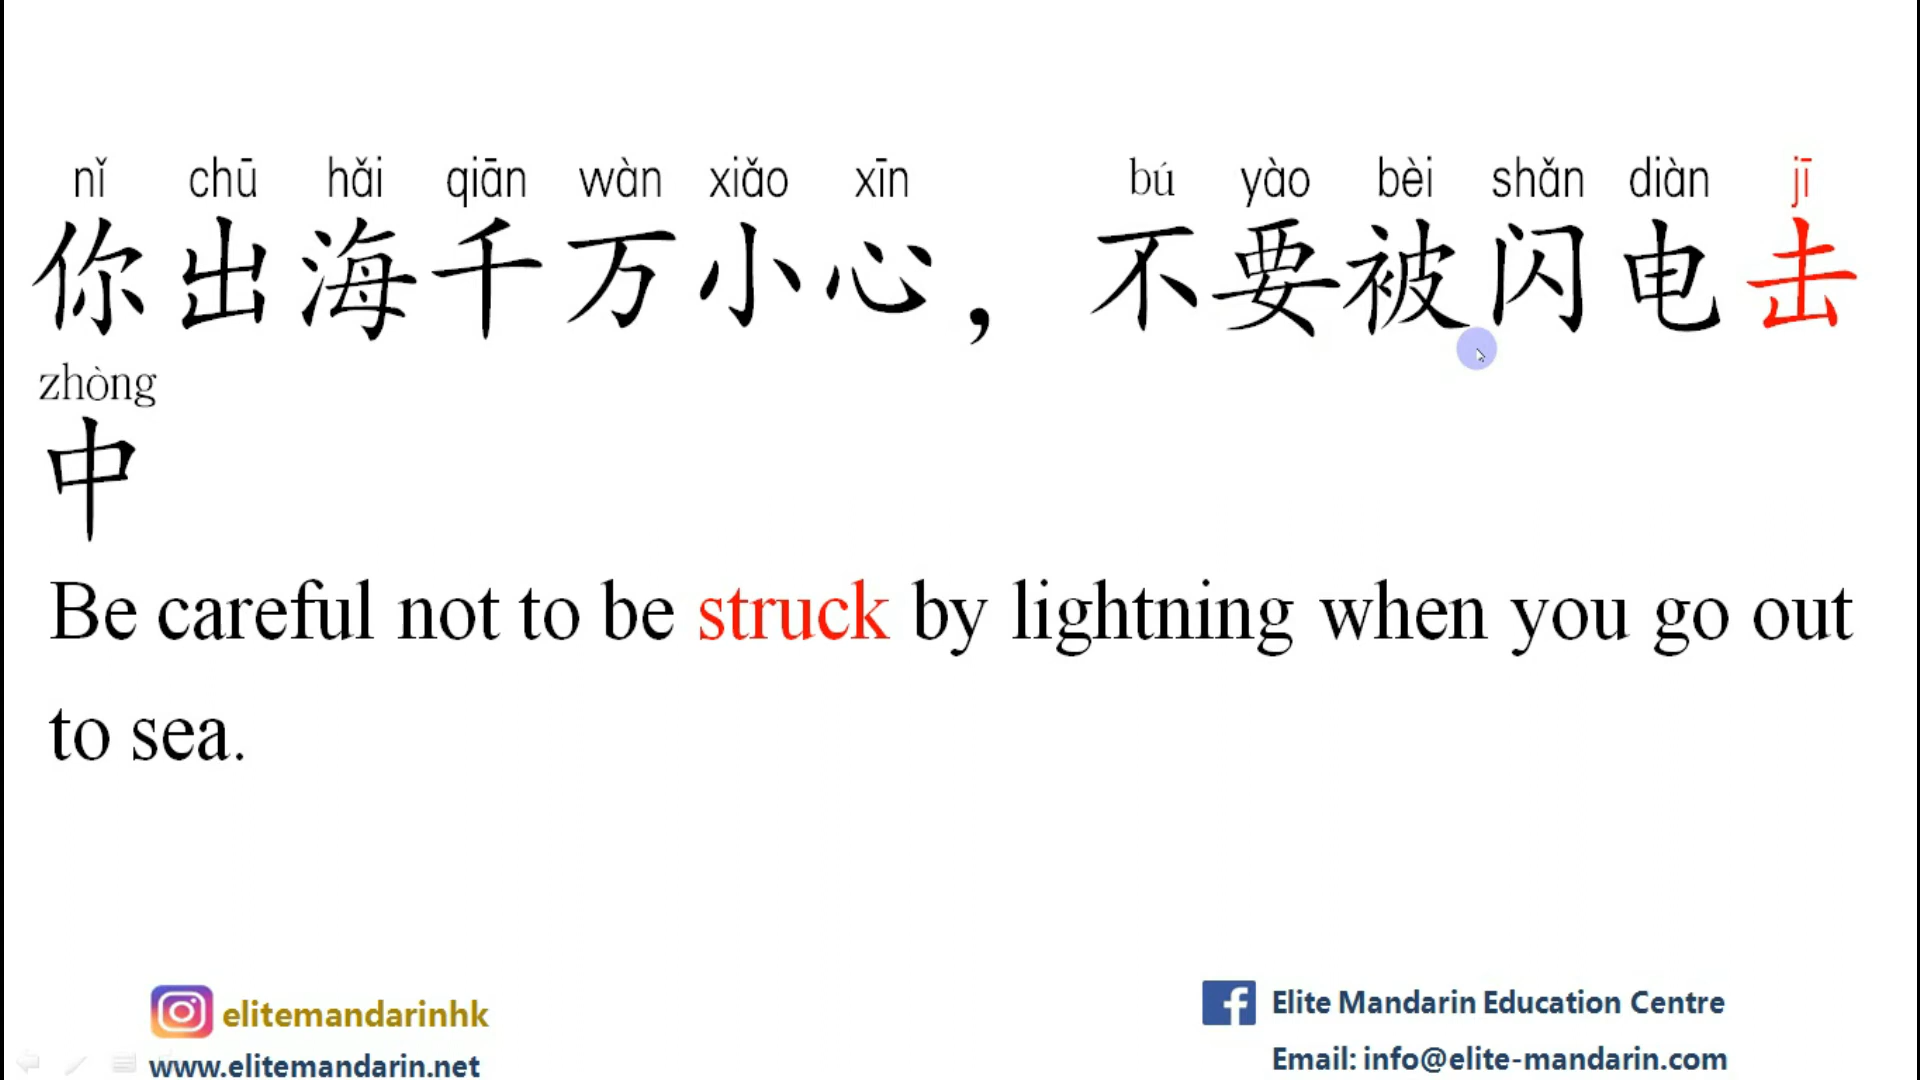 nǐ chū hǎi qiān wàn xiǎo xīn bú yào bèi shǎn diàn jī
你出海千万小心，不要被闪电击
zhòng
中
Be careful not to be struck by lightning when you go out
to sea.
elitemandarinhk
www.elitemandarin.net
Elite Mandarin Education Centre
Email: info@elite-mandarin.com